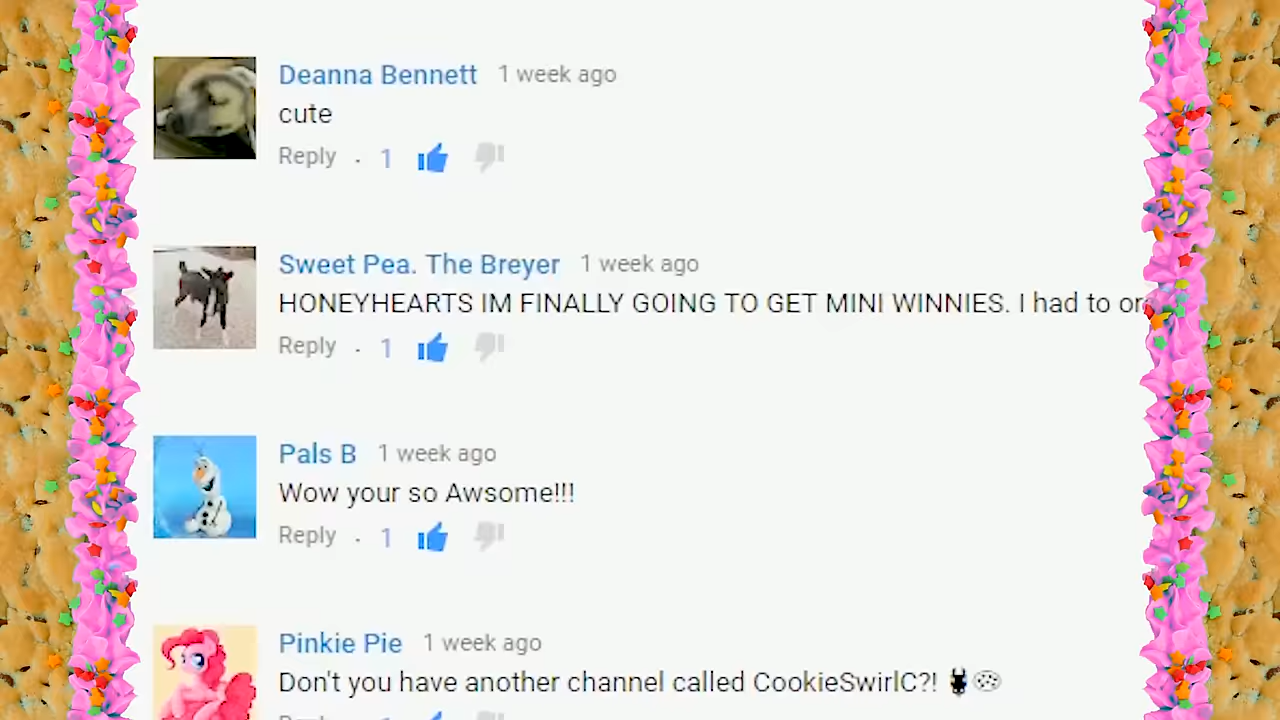 Deanna Bennett 1 week ago
cute
Reply . 1
Sweet Pea. The Breyer 1 week ago
HONEYHEARTS IM FINALLY GOING TO GET MINI WINNIES. I had to or
Reply . 1
Pals B 1 week ago
Wow your so Awsome!!!
Reply . 1
Pinkie Pie 1 week ago
Don't you have another channel called CookieSwirlC?!
Reply